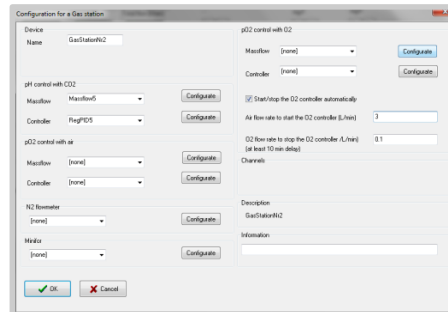 Configuration for a Gas station
Device
Name GasStationNr2
pH control with CO2
Massflow Massflow5 Configurate
Controller RegPID5 Configurate
pO2 control with air
Massflow [none] Configurate
Controller [none] Configurate
N2 flowmeter
[none] Configurate
Minifor
[none] Configurate
OK Cancel
pO2 control with O2
Massflow [none] Configurate
Controller [none] Configurate
Start/stop the O2 controller automatically
Air flow rate to start the O2 controller [L/min) 3
O2 flow rate to stop the O2 controller /L/min) 0.1
(at least 10 min delay)
Channels
Description
GasStationNr2
Information